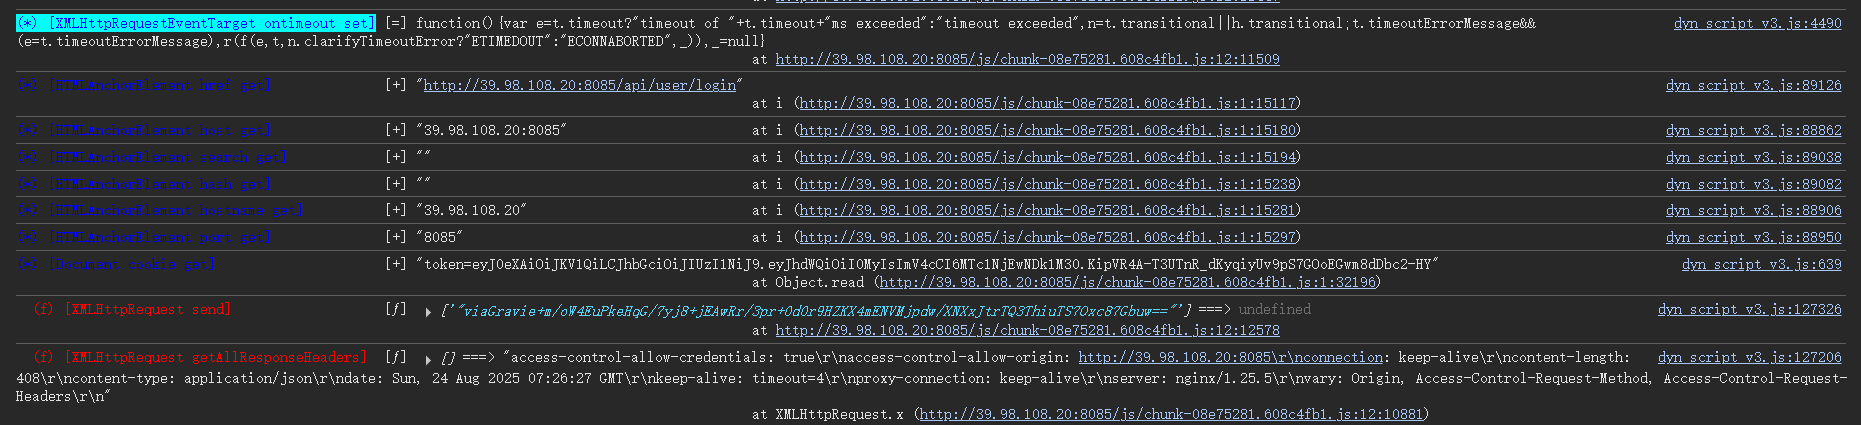 (*) [XMLHttpRequestEventTarget ontimeout set] [=] function(){var e=t.timeout?"timeout of "+t.timeout+"ms exceeded":"timeout exceeded",n=t.transitional||h.transitional;t.timeoutErrorMessage&& dyn_script_v3.js:4490
(e=t.timeoutErrorMessage),r(f(e,t,n.clarifyTimeoutError?"ETIMEDOUT":"ECONNABORTED",_)),_=null}
at http://39.98.108.20:8085/js/chunk-08e75281.608c4fb1.js:12:11509
(*) [HTMLAnchorElement href get] [+] "http://39.98.108.20:8085/api/user/login" dyn_script_v3.js:89126
at i (http://39.98.108.20:8085/js/chunk-08e75281.608c4fb1.js:1:15117)
(*) [HTMLAnchorElement host get] [+] "39.98.108.20:8085" at i (http://39.98.108.20:8085/js/chunk-08e75281.608c4fb1.js:1:15180) dyn_script_v3.js:88862
(*) [HTMLAnchorElement search get] [+] "" at i (http://39.98.108.20:8085/js/chunk-08e75281.608c4fb1.js:1:15194) dyn_script_v3.js:89038
(*) [HTMLAnchorElement hash get] [+] "" at i (http://39.98.108.20:8085/js/chunk-08e75281.608c4fb1.js:1:15238) dyn_script_v3.js:89082
(*) [HTMLAnchorElement hostname get] [+] "39.98.108.20" at i (http://39.98.108.20:8085/js/chunk-08e75281.608c4fb1.js:1:15281) dyn_script_v3.js:88906
(*) [HTMLAnchorElement port get] [+] "8085" at i (http://39.98.108.20:8085/js/chunk-08e75281.608c4fb1.js:1:15297) dyn_script_v3.js:88950
(*) [Document cookie get] [+] "token=eyJ0eXAiOiJKV1QiLCJhbGciOiJIUzI1NiJ9.eyJhdWQiOiI0MyIsImV4cCI6MTc1NjEwNDk1M30.KipVR4A-T3UTnR_dKyqiyUv9pS7GOoEGwm8dDbc2-HY" dyn_script_v3.js:639
at Object.read (http://39.98.108.20:8085/js/chunk-08e75281.608c4fb1.js:1:32196)
(f) [XMLHttpRequest send] [ƒ] ▸ ['"viaGravie+m/oW4EuPkeHqG/7yj8+jEAwRr/3pr+0d0r9H2KX4mENVMjpdw/XNXxJtrTQ3ThiuTS7Oxc87Gbuw=="'] ===> undefined dyn_script_v3.js:127326
at http://39.98.108.20:8085/js/chunk-08e75281.608c4fb1.js:12:12578
(f) [XMLHttpRequest getAllResponseHeaders] [ƒ] ▸ [] ===> "access-control-allow-credentials: true\r\naccess-control-allow-origin: http://39.98.108.20:8085\r\nconnection: keep-alive\r\ncontent-length: dyn_script_v3.js:127206
408\r\ncontent-type: application/json\r\ndate: Sun, 24 Aug 2025 07:26:27 GMT\r\nkeep-alive: timeout=4\r\nproxy-connection: keep-alive\r\nserver: nginx/1.25.5\r\nvary: Origin, Access-Control-Request-Method, Access-Control-Request-
Headers\r\n"
at XMLHttpRequest.x (http://39.98.108.20:8085/js/chunk-08e75281.608c4fb1.js:12:10881)